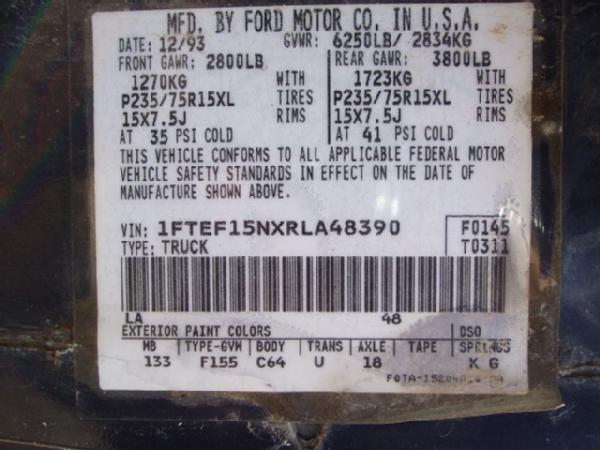 MFD. BY FORD MOTOR CO. IN U.S.A.
DATE: 12/93 GVWR: 6250LB/ 2834KG
FRONT GAWR: 2800LB REAR GAWR: 3800LB
1270KG WITH 1723KG WITH
P235/75R15XL TIRES P235/75R15XL TIRES
15X7.5J RIMS 15X7.5J RIMS
AT 35 PSI COLD AT 41 PSI COLD
THIS VEHICLE CONFORMS TO ALL APPLICABLE FEDERAL MOTOR
VEHICLE SAFETY STANDARDS IN EFFECT ON THE DATE OF
MANUFACTURE SHOWN ABOVE.
VIN: 1FTEF15NXRLA48390 F0145
TYPE: TRUCK T0311
LA 48
EXTERIOR PAINT COLORS DSO
WB TYPE-GVM BODY TRANS AXLE TAPE SPRINGS
133 F155 C64 U 18 K G